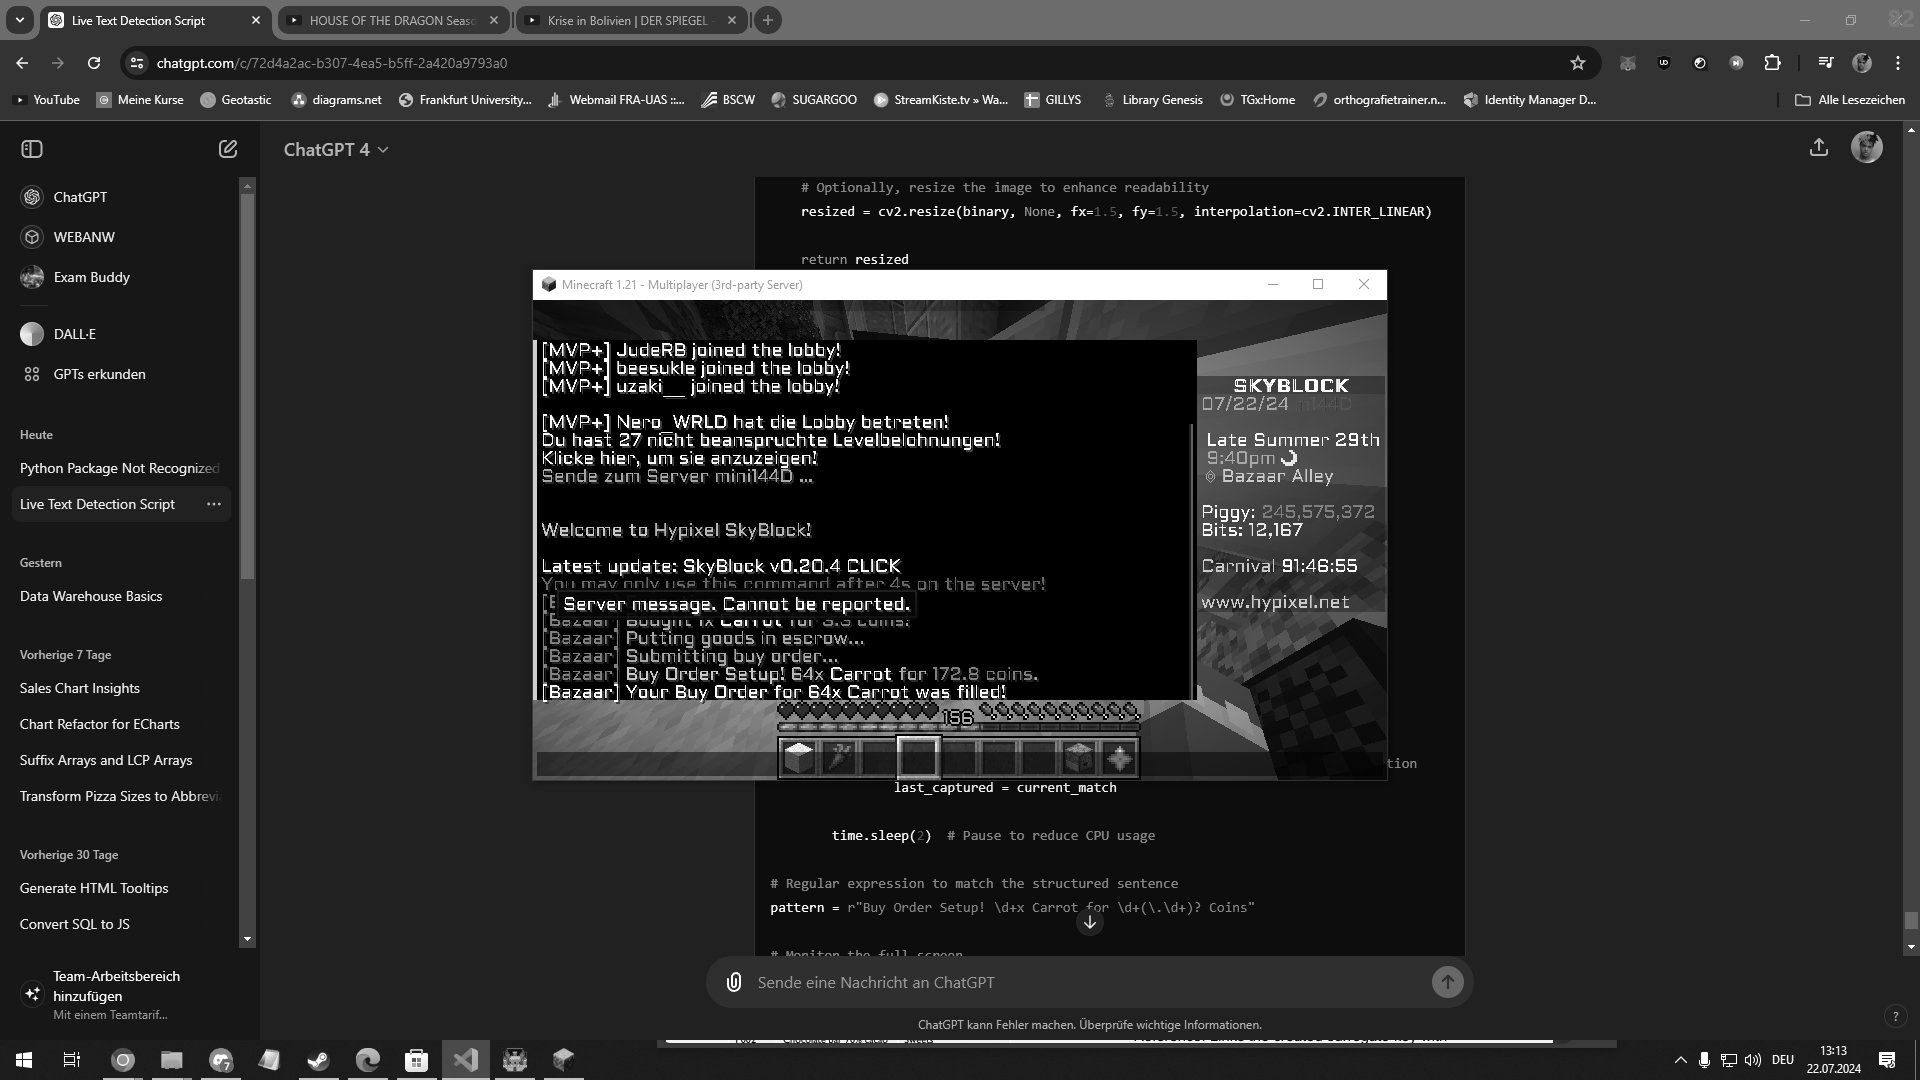 Live Text Detection Script
HOUSE OF THE DRAGON Seaso
Krise in Bolivien | DER SPIEGEL
82
chatgpt.com/c/72d4a2ac-b307-4ea5-b5ff-2a420a9793a0
YouTube
Meine Kurse
Geotastic
diagrams.net
Frankfurt University...
Webmail FRA-UAS ::...
BSCW
SUGARGOO
StreamKiste.tv » Wa...
GILLYS
Library Genesis
TGx:Home
orthografietrainer.n...
Identity Manager D...
Alle Lesezeichen
ChatGPT 4
ChatGPT
WEBANW
Exam Buddy
DALL·E
GPTs erkunden
Heute
Python Package Not Recognized
Live Text Detection Script
Gestern
Data Warehouse Basics
Vorherige 7 Tage
Sales Chart Insights
Chart Refactor for ECharts
Suffix Arrays and LCP Arrays
Transform Pizza Sizes to Abbrevi
Vorherige 30 Tage
Generate HTML Tooltips
Convert SQL to JS
Team-Arbeitsbereich
hinzufügen
Mit einem Teamtarif...
# Optionally, resize the image to enhance readability
resized = cv2.resize(binary, None, fx=1.5, fy=1.5, interpolation=cv2.INTER_LINEAR)
return resized
Minecraft 1.21 - Multiplayer (3rd-party Server)
[MVP+] JudeRB joined the lobby!
[MVP+] beesukle joined the lobby!
[MVP+] uzaki__ joined the lobby!
[MVP+] Nero_WRLD hat die Lobby betreten!
Du hast 27 nicht beanspruchte Levelbelohnungen!
Klicke hier, um sie anzuzeigen!
Sende zum Server mini144D ...
Welcome to Hypixel SkyBlock!
Latest update: SkyBlock v0.20.4 CLICK
You may only use this command after 4s on the server!
Server message. Cannot be reported.
[Bazaar] Bought 1x Carrot for 3.3 coins!
[Bazaar] Putting goods in escrow...
[Bazaar] Submitting buy order...
[Bazaar] Buy Order Setup! 64x Carrot for 172.8 coins.
[Bazaar] Your Buy Order for 64x Carrot was filled!
SKYBLOCK
07/22/24 m144D
Late Summer 29th
9:40pm
Bazaar Alley
Piggy: 245,575,372
Bits: 12,167
Carnival 91:46:55
www.hypixel.net
156
tion
last_captured = current_match
time.sleep(2) # Pause to reduce CPU usage
# Regular expression to match the structured sentence
pattern = r"Buy Order Setup! \d+x Carrot for \d+(\.\d+)? Coins"
# Monitor the full screen
Sende eine Nachricht an ChatGPT
ChatGPT kann Fehler machen. Überprüfe wichtige Informationen.
?
7
DEU
13:13
22.07.2024